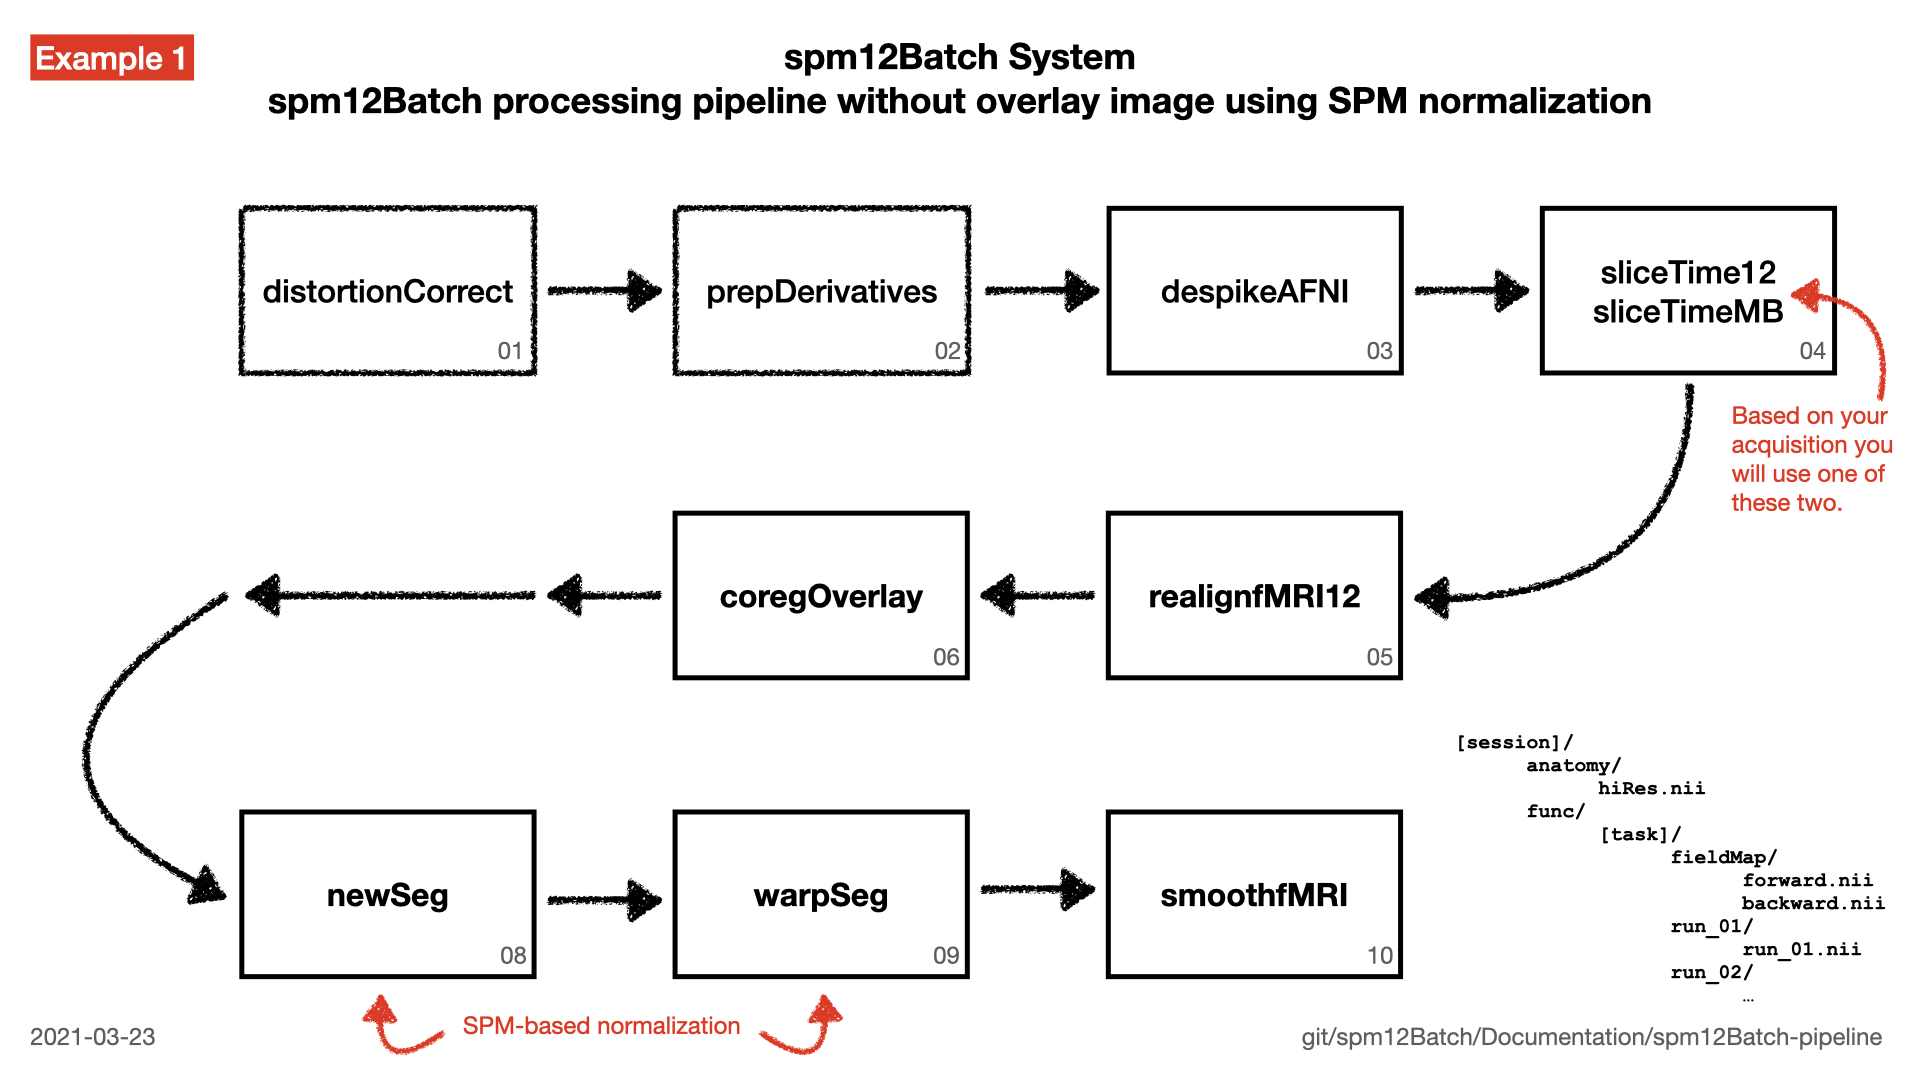 Example 1
spm12Batch System
spm12Batch processing pipeline without overlay image using SPM normalization
distortionCorrect
01
prepDerivatives
02
despikeAFNI
03
sliceTime12
sliceTimeMB
04
Based on your
acquisition you
will use one of
these two.
realignfMRI12
05
coregOverlay
06
newSeg
08
warpSeg
09
smoothfMRI
10
SPM-based normalization
[session]/
anatomy/
hiRes.nii
func/
[task]/
fieldMap/
forward.nii
backward.nii
run_01/
run_01.nii
run_02/
…
2021-03-23
git/spm12Batch/Documentation/spm12Batch-pipeline